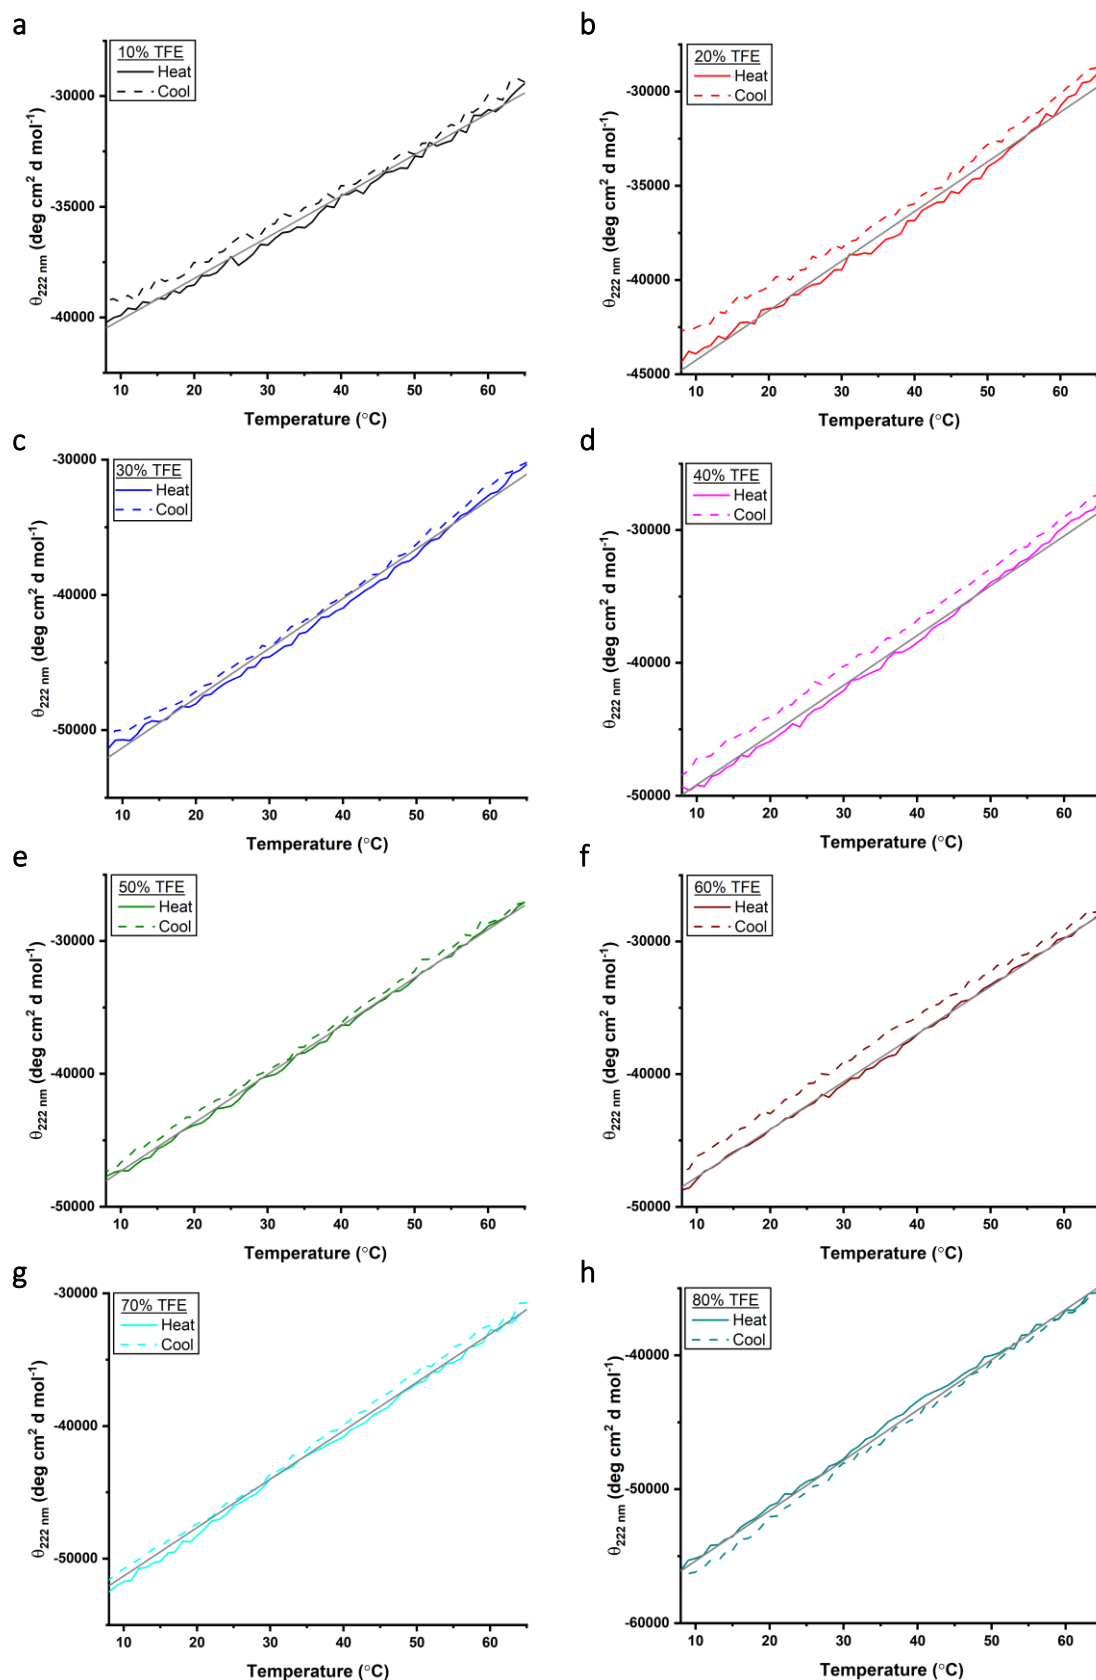 a
10% TFE
Heat
Cool
-30000
-35000
-40000
θ222 nm (deg cm2 d mol-1)
10 20 30 40 50 60
Temperature (°C)
b
20% TFE
Heat
Cool
-30000
-35000
-40000
-45000
θ222 nm (deg cm2 d mol-1)
10 20 30 40 50 60
Temperature (°C)
c
30% TFE
Heat
Cool
-30000
-40000
-50000
θ222 nm (deg cm2 d mol-1)
10 20 30 40 50 60
Temperature (°C)
d
40% TFE
Heat
Cool
-30000
-40000
-50000
θ222 nm (deg cm2 d mol-1)
10 20 30 40 50 60
Temperature (°C)
e
50% TFE
Heat
Cool
-30000
-40000
-50000
θ222 nm (deg cm2 d mol-1)
10 20 30 40 50 60
Temperature (°C)
f
60% TFE
Heat
Cool
-30000
-40000
-50000
θ222 nm (deg cm2 d mol-1)
10 20 30 40 50 60
Temperature (°C)
g
70% TFE
Heat
Cool
-30000
-40000
-50000
θ222 nm (deg cm2 d mol-1)
10 20 30 40 50 60
Temperature (°C)
h
80% TFE
Heat
Cool
-40000
-50000
-60000
θ222 nm (deg cm2 d mol-1)
10 20 30 40 50 60
Temperature (°C)